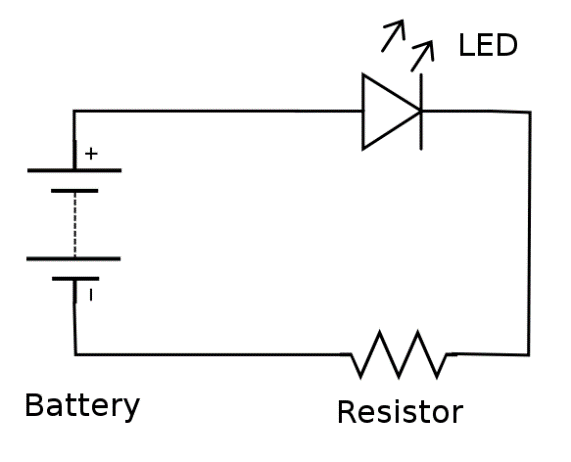 LED
+
–
Battery
Resistor